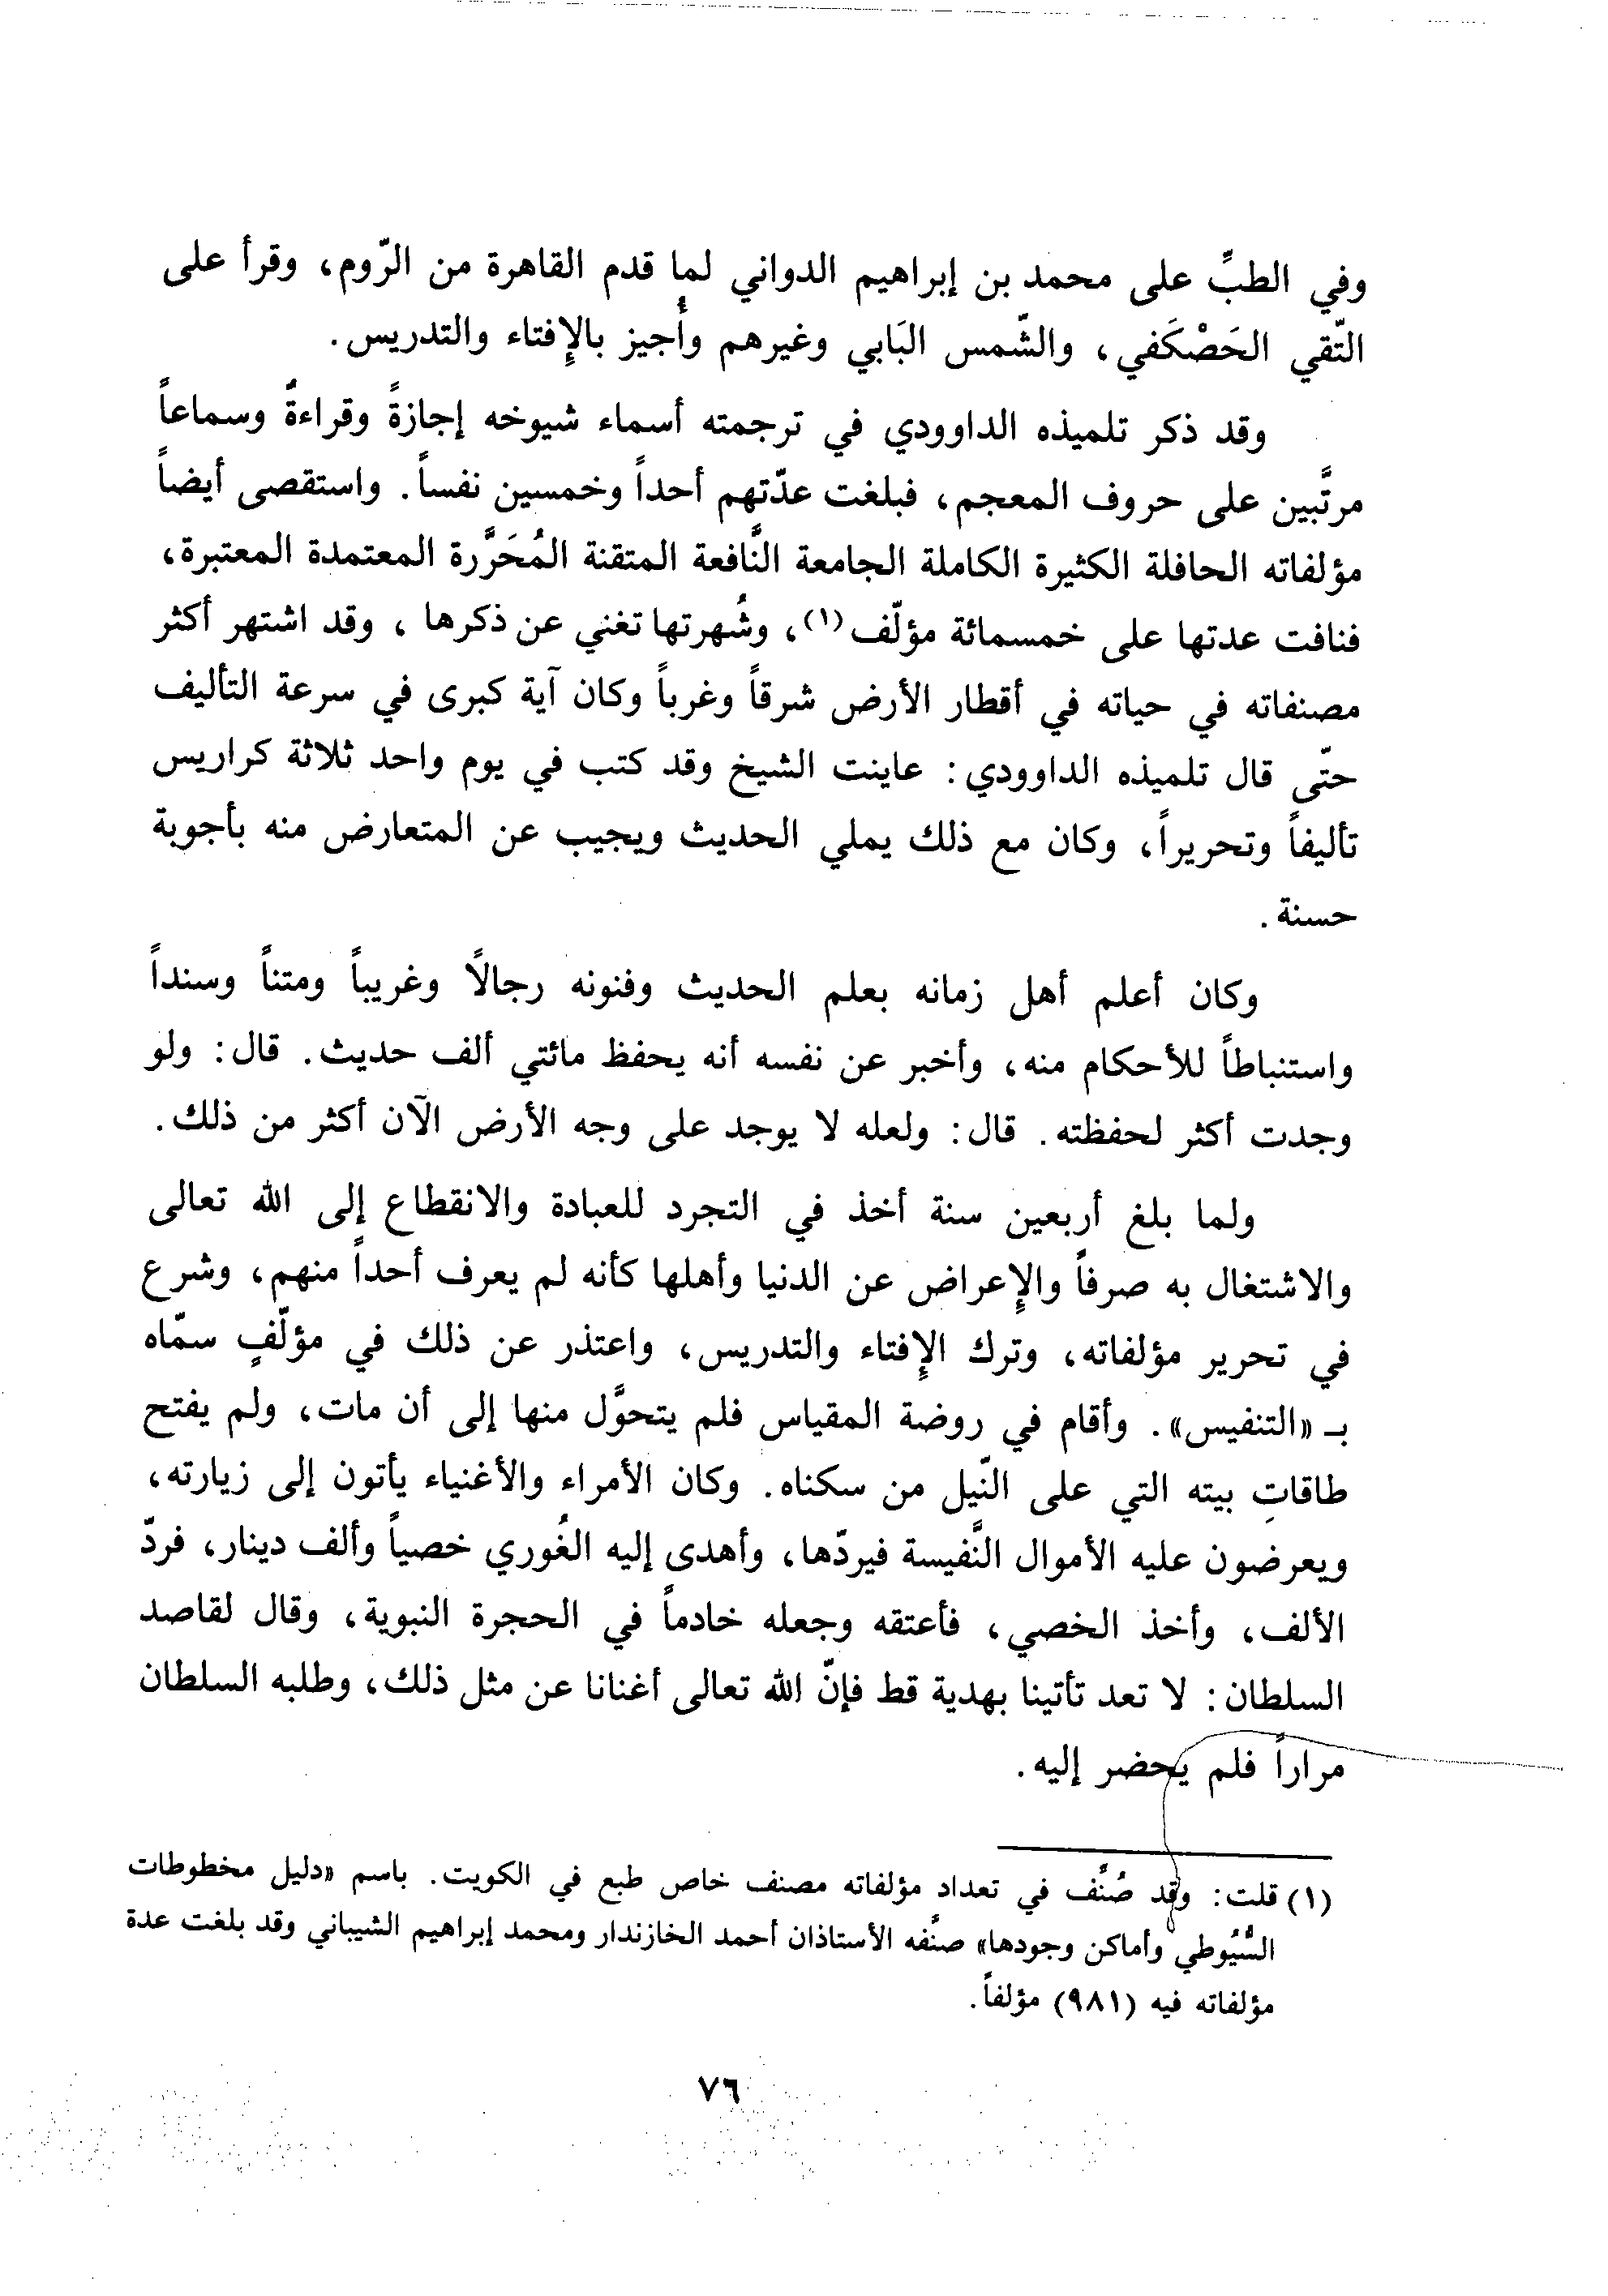 وفي الطبِّ على محمد بن إبراهيم الدواني لما قدم القاهرة من الرّوم، وقرأ على
التّقي الحَصْكَفي، والشّمس البَابي وغيرهم وأُجيز بالإِفتاء والتدريس.
وقد ذكر تلميذه الداوودي في ترجمته أسماء شيوخه إجازةً وقراءةً وسماعاً
مرتَّبين على حروف المعجم، فبلغت عدّتهم أحداً وخمسين نفساً. واستقصى أيضاً
مؤلفاته الحافلة الكثيرة الكاملة الجامعة النَّافعة المتقنة المُحَرَّرة المعتمدة المعتبرة،
فنافت عدتها على خمسمائة مؤلّف(١)، وشُهرتها تغني عن ذكرها، وقد اشتهر أكثر
مصنفاته في حياته في أقطار الأرض شرقاً وغرباً وكان آية كبرى في سرعة التأليف
حتّى قال تلميذه الداوودي: عاينت الشيخ وقد كتب في يوم واحد ثلاثة كراريس
تأليفاً وتحريراً، وكان مع ذلك يملي الحديث ويجيب عن المتعارض منه بأجوبة
حسنة.
وكان أعلم أهل زمانه بعلم الحديث وفنونه رجالًا وغريباً ومتناً وسنداً
واستنباطاً للأحكام منه، وأخبر عن نفسه أنه يحفظ مائتي ألف حديث. قال: ولو
وجدت أكثر لحفظته. قال: ولعله لا يوجد على وجه الأرض الآن أكثر من ذلك.
ولما بلغ أربعين سنة أخذ في التجرد للعبادة والانقطاع إلى الله تعالى
والاشتغال به صرفاً والإِعراض عن الدنيا وأهلها كأنه لم يعرف أحداً منهم، وشرع
في تحرير مؤلفاته، وترك الإِفتاء والتدريس، واعتذر عن ذلك في مؤلّفٍ سمّاه
بـ «التنفيس». وأقام في روضة المقياس فلم يتحوَّل منها إلى أن مات، ولم يفتح
طاقاتِ بيته التي على النّيل من سكناه. وكان الأمراء والأغنياء يأتون إلى زيارته،
ويعرضون عليه الأموال النَّفيسة فيردّها، وأهدى إليه الغُوري خصياً وألف دينار، فردّ
الألف، وأخذ الخصي، فأعتقه وجعله خادماً في الحجرة النبوية، وقال لقاصد
السلطان: لا تعد تأتينا بهدية قط فإنّ الله تعالى أغنانا عن مثل ذلك، وطلبه السلطان
مراراً فلم يحضر إليه.
(١) قلت: وقد صُنِّف في تعداد مؤلفاته مصنف خاص طبع في الكويت. باسم «دليل مخطوطات
السُّيُوطي وأماكن وجودها» صنَّفه الأستاذان أحمد الخازندار ومحمد إبراهيم الشيباني وقد بلغت عدة
مؤلفاته فيه (٩٨١) مؤلفاً.
٧٦